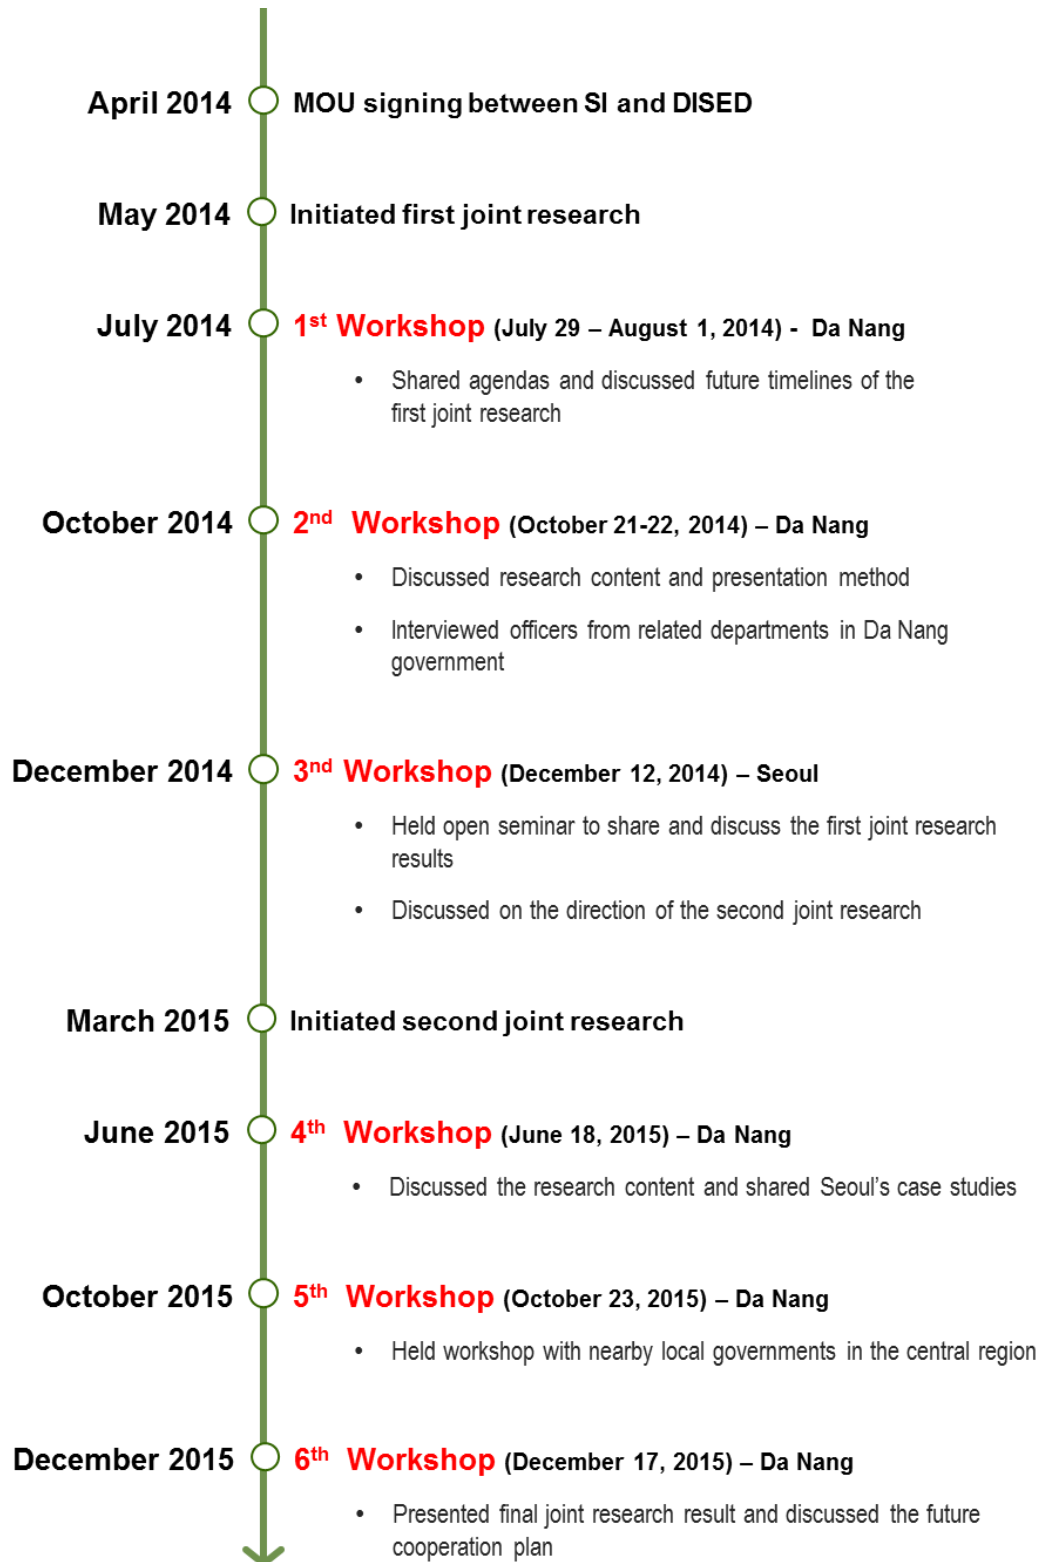 April 2014 MOU signing between SI and DISED
May 2014 Initiated first joint research
July 2014 1st Workshop (July 29 – August 1, 2014) - Da Nang
• Shared agendas and discussed future timelines of the
first joint research
October 2014 2nd Workshop (October 21-22, 2014) – Da Nang
• Discussed research content and presentation method
• Interviewed officers from related departments in Da Nang
government
December 2014 3nd Workshop (December 12, 2014) – Seoul
• Held open seminar to share and discuss the first joint research
results
• Discussed on the direction of the second joint research
March 2015 Initiated second joint research
June 2015 4th Workshop (June 18, 2015) – Da Nang
• Discussed the research content and shared Seoul's case studies
October 2015 5th Workshop (October 23, 2015) – Da Nang
• Held workshop with nearby local governments in the central region
December 2015 6th Workshop (December 17, 2015) – Da Nang
• Presented final joint research result and discussed the future
cooperation plan